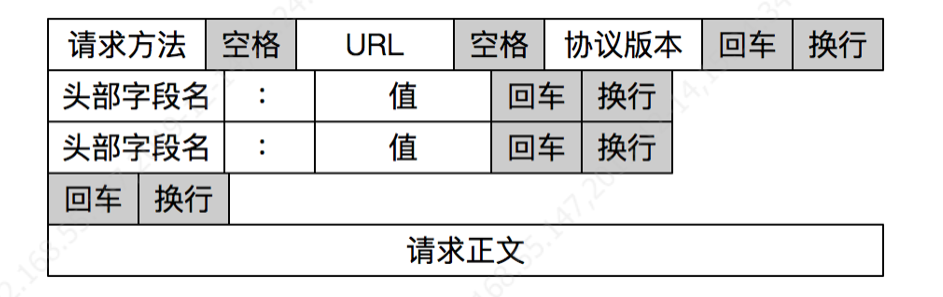 请求方法 空格 URL 空格 协议版本 回车 换行
头部字段名 : 值 回车 换行
头部字段名 : 值 回车 换行
回车 换行
请求正文